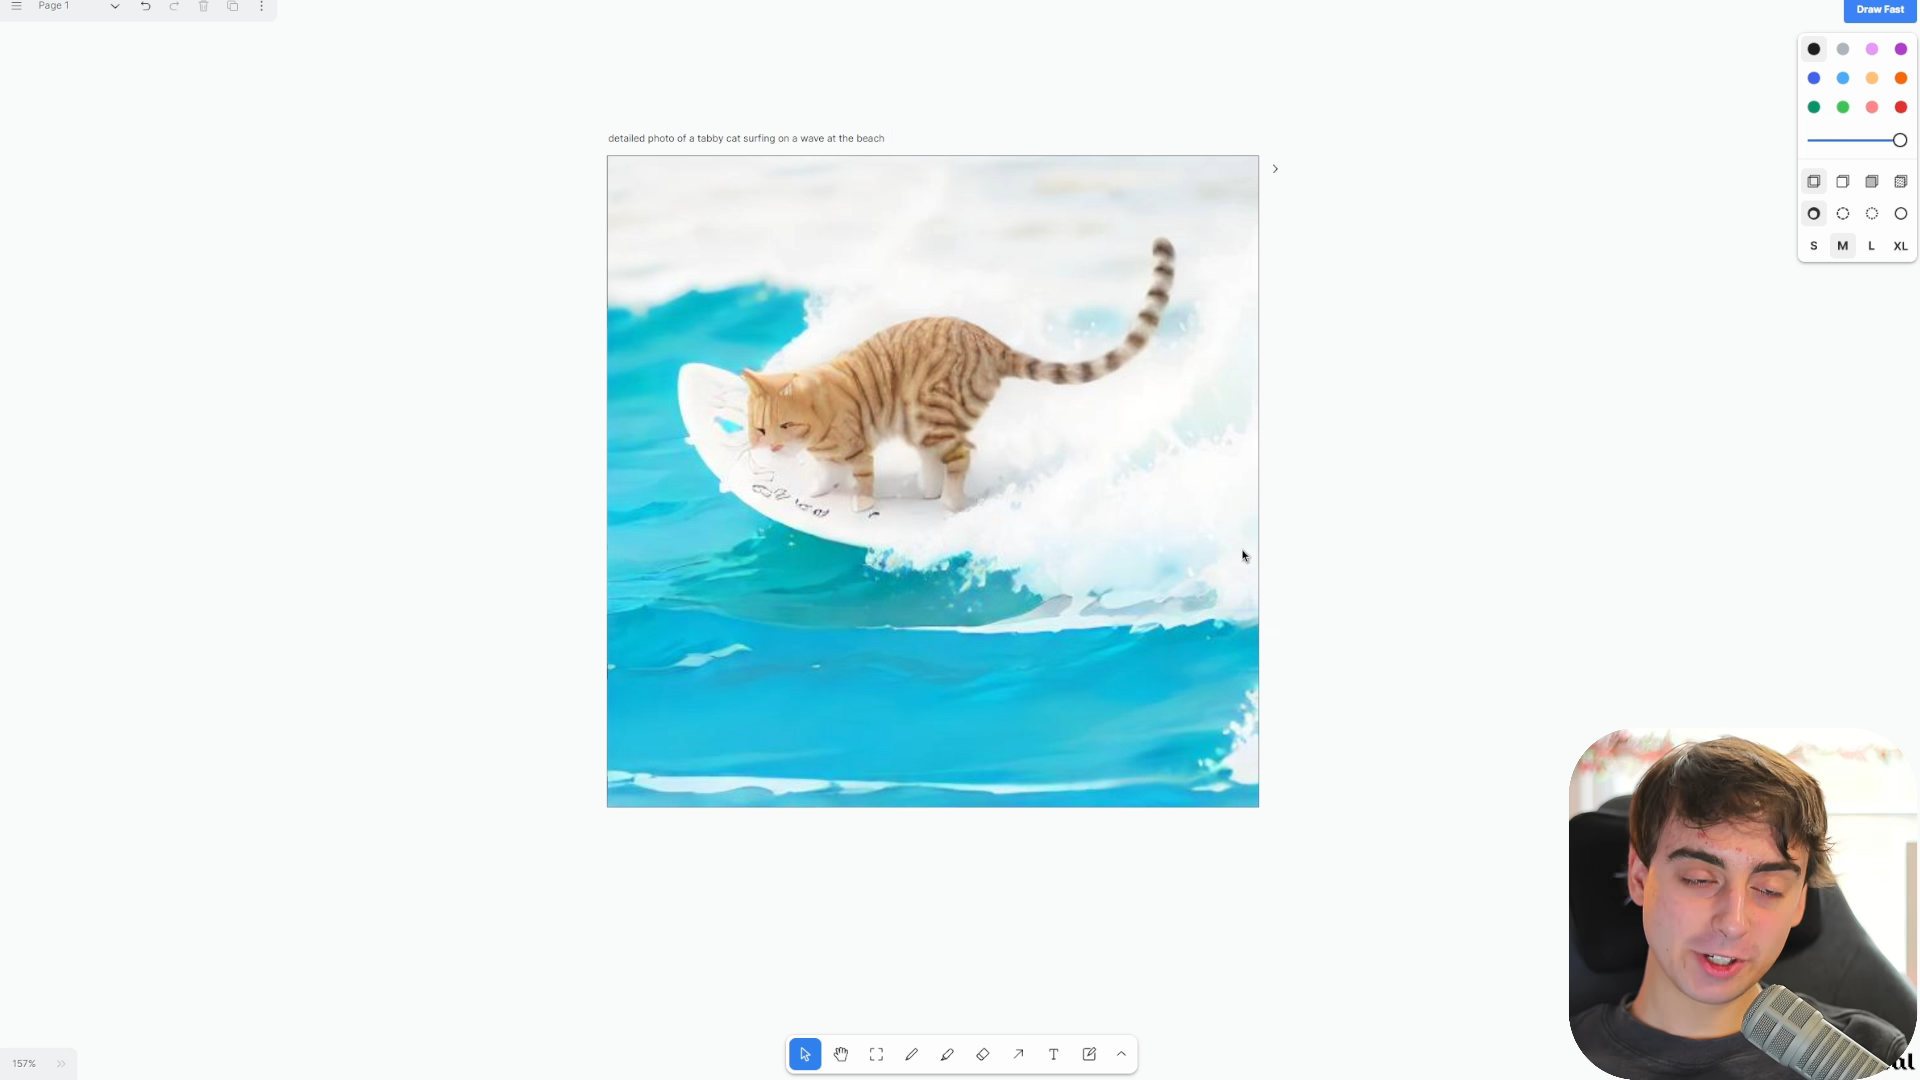 Page 1
Draw Fast
detailed photo of a tabby cat surfing on a wave at the beach
S M L XL
157%